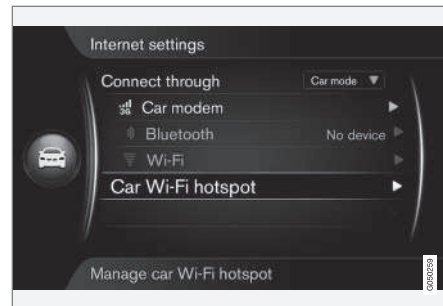 Internet settings
Connect through Car mode
3G Car modem
Bluetooth No device
Wi-Fi
Car Wi-Fi hotspot
Manage car Wi-Fi hotspot
G050259